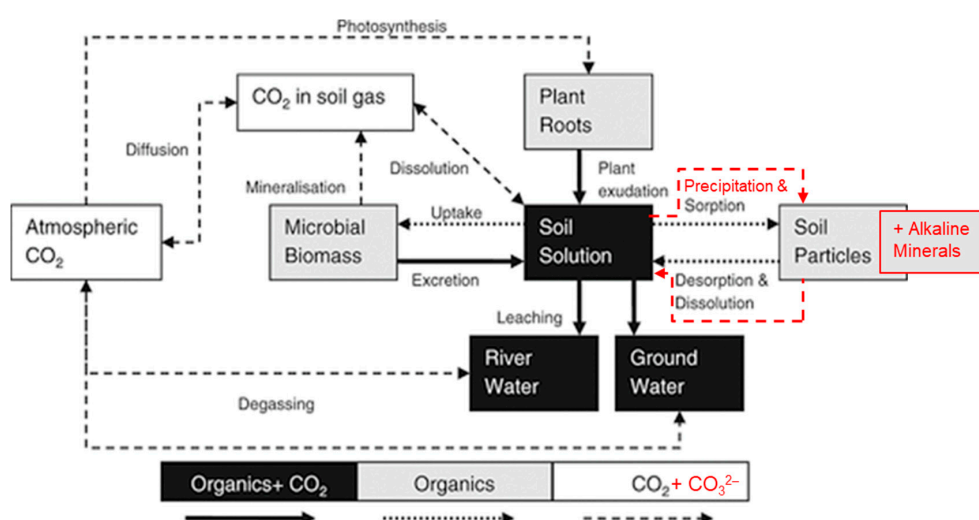 Photosynthesis
CO₂ in soil gas
Plant
Roots
Diffusion
Mineralisation
Dissolution
Plant
exudation
Precipitation &
Sorption
Atmospheric
CO₂
Microbial
Biomass
Uptake
Excretion
Soil
Solution
Soil
Particles
+ Alkaline
Minerals
Desorption &
Dissolution
Leaching
River
Water
Ground
Water
Degassing
Organics+ CO₂
Organics
CO₂+ CO₃²⁻